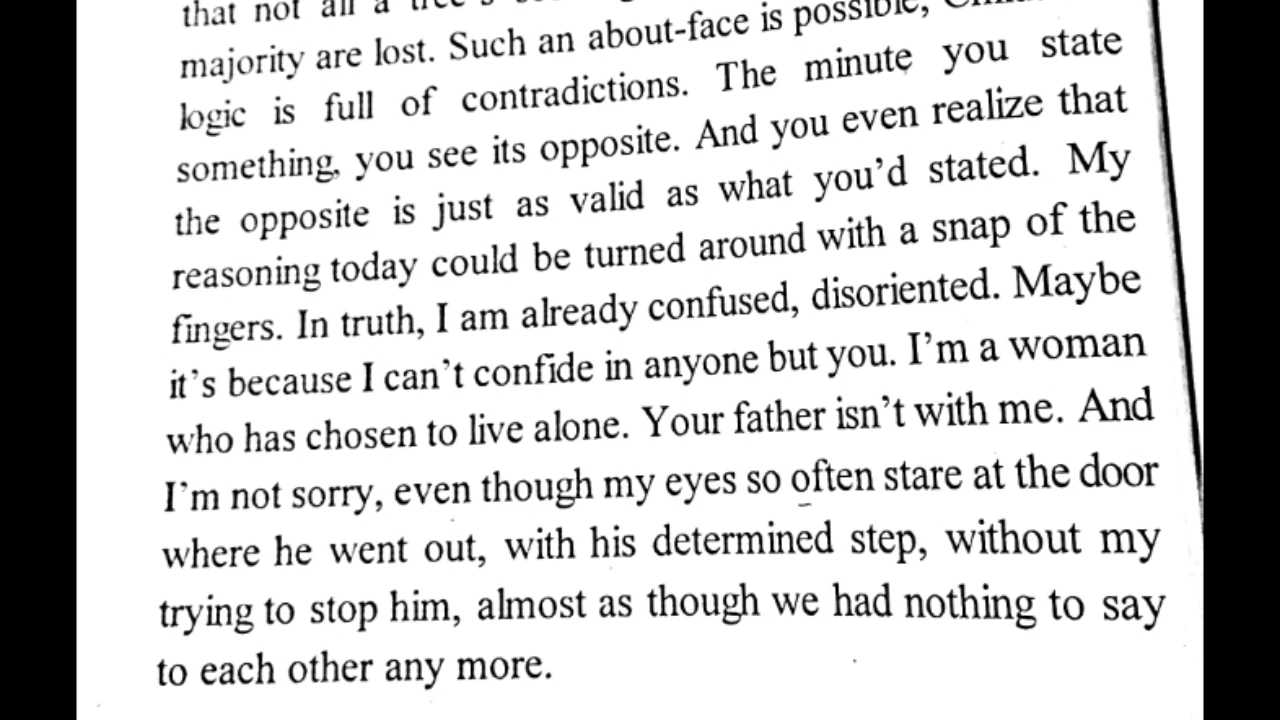 that not all a tree's
majority are lost. Such an about-face is possible,
logic is full of contradictions. The minute you state
something, you see its opposite. And you even realize that
the opposite is just as valid as what you'd stated. My
reasoning today could be turned around with a snap of the
fingers. In truth, I am already confused, disoriented. Maybe
it's because I can't confide in anyone but you. I'm a woman
who has chosen to live alone. Your father isn't with me. And
I'm not sorry, even though my eyes so often stare at the door
where he went out, with his determined step, without my
trying to stop him, almost as though we had nothing to say
to each other any more.